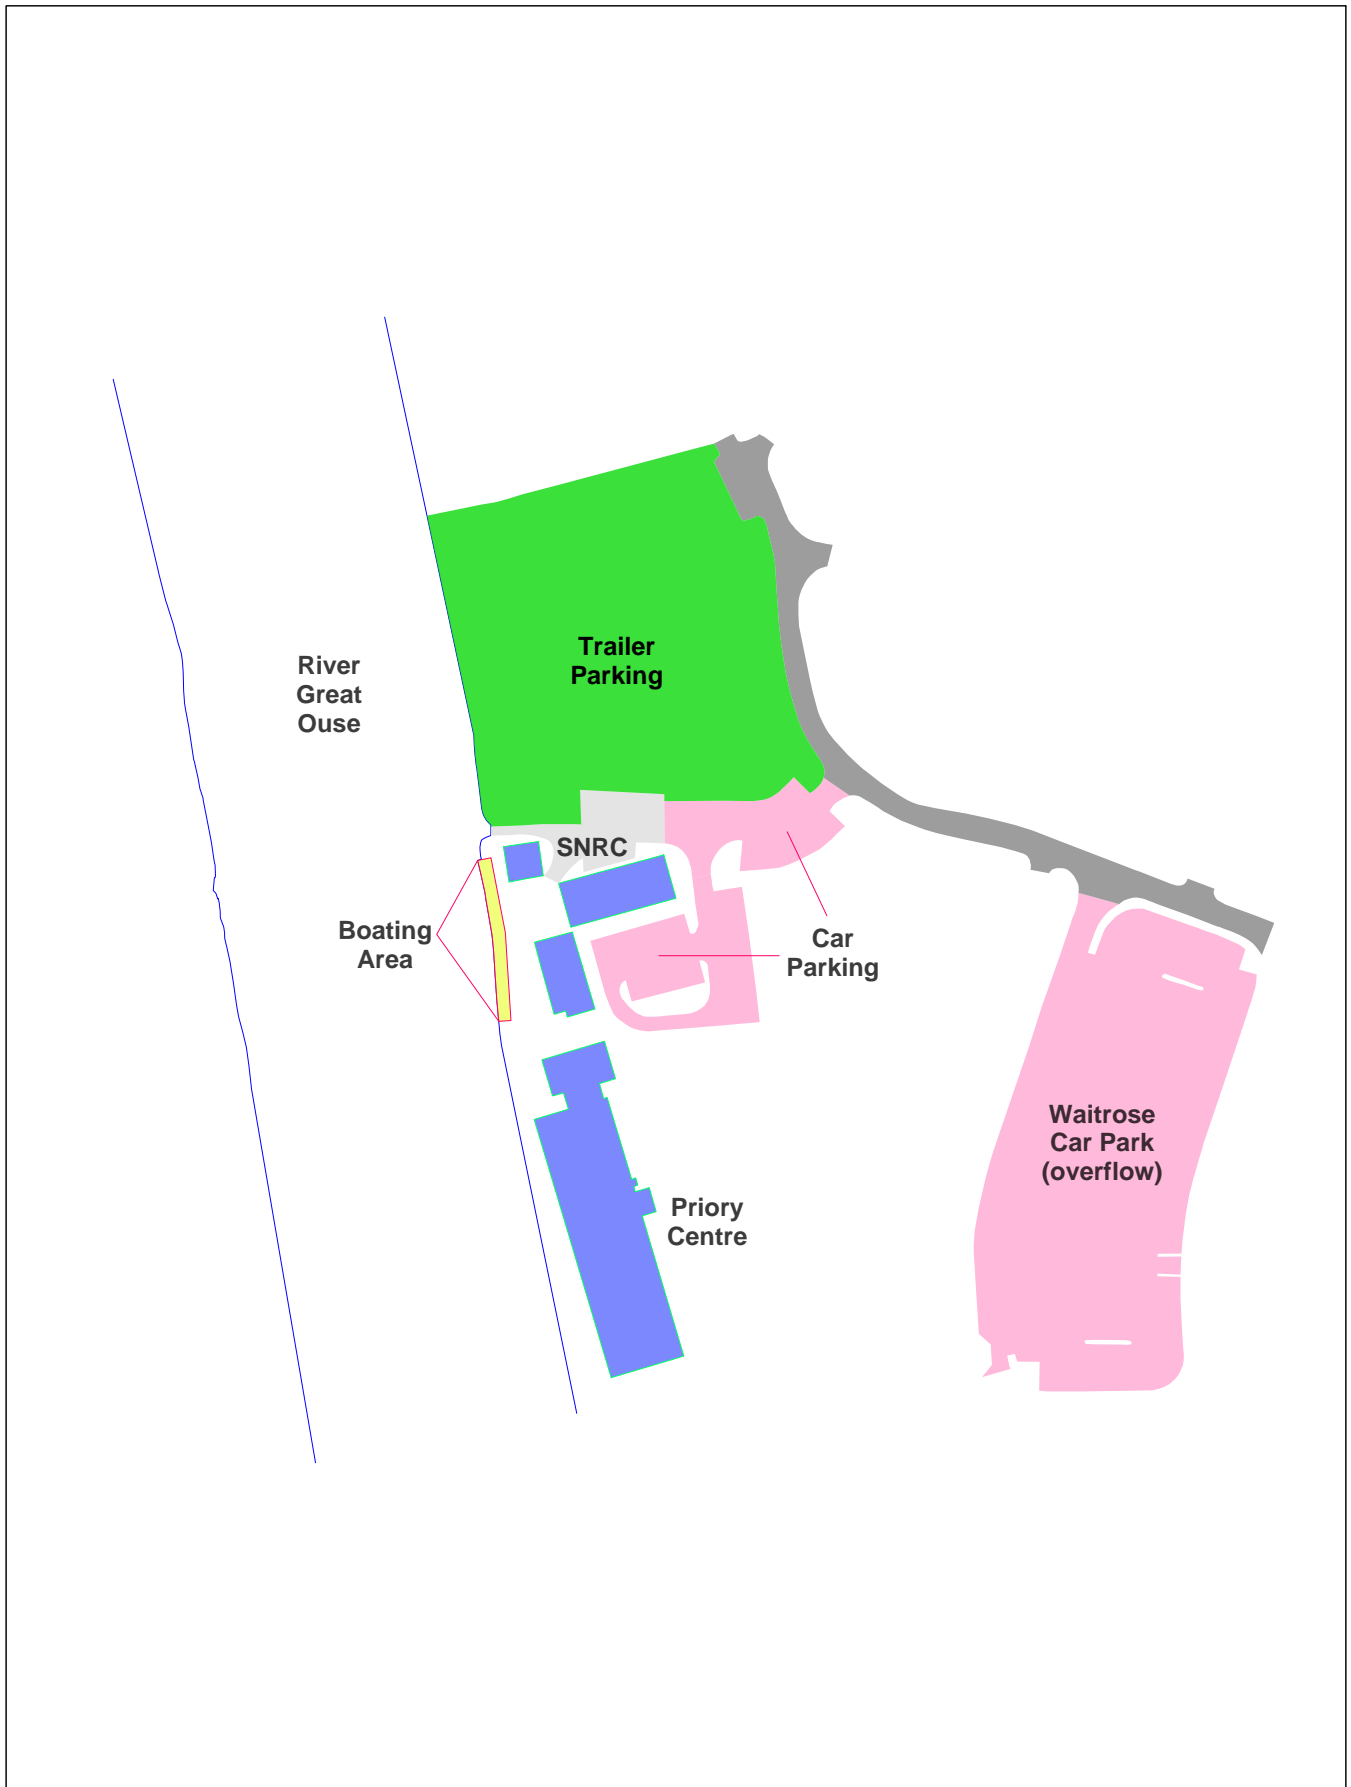 Trailer
Parking
River
Great
Ouse
SNRC
Boating
Area
Car
Parking
Waitrose
Car Park
(overflow)
Priory
Centre